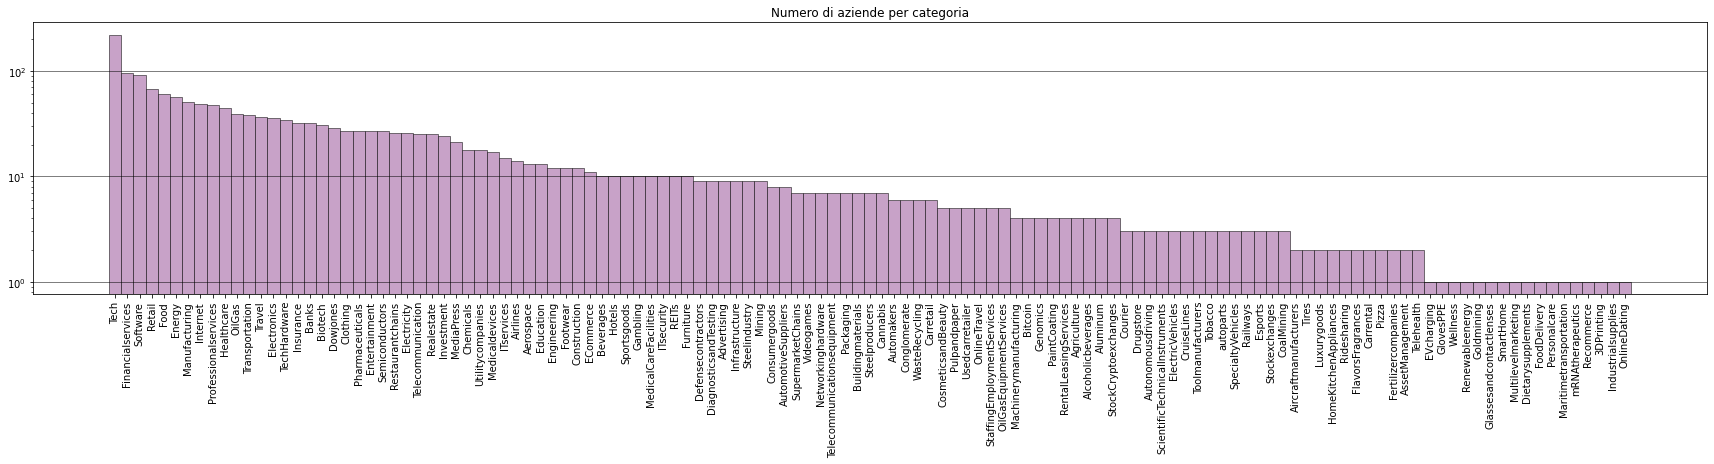 Numero di aziende per categoria
10²
10¹
10⁰
Tech
Financialservices
Software
Retail
Food
Energy
Manufacturing
Internet
Professionalservices
Healthcare
OilGas
Transportation
Travel
Electronics
TechHardware
Insurance
Banks
Biotech
Dowjones
Clothing
Pharmaceuticals
Entertainment
Semiconductors
Restaurantchains
Electricity
Telecommunication
Realestate
Investment
MediaPress
Chemicals
Utilitycompanies
Medicaldevices
ITservices
Airlines
Aerospace
Education
Engineering
Footwear
Construction
ECommerce
Beverages
Hotels
Sportsgoods
Gambling
MedicalCareFacilities
ITsecurity
REITs
Furniture
Defensecontractors
DiagnosticsandTesting
Advertising
Infrastructure
Steelindustry
Mining
Consumergoods
AutomotiveSuppliers
SupermarketChains
Videogames
Networkinghardware
Telecommunicationsequipment
Packaging
Buildingmaterials
Steelproducers
Cannabis
Automakers
Conglomerate
WasteRecycling
Carretail
CosmeticsandBeauty
Pulpandpaper
Usedcarretailer
OnlineTravel
StaffingEmploymentServices
OilGasEquipmentServices
Machinerymanufacturing
Bitcoin
Genomics
PaintCoating
RentalLeasingServices
Agriculture
Alcoholicbeverages
Aluminum
StockCryptoexchanges
Courier
Drugstore
Autonomousdriving
ScientificTechnicalInstruments
ElectricVehicles
CruiseLines
Toolmanufacturers
Tobacco
autoparts
SpecialtyVehicles
Railways
Esports
Stockexchanges
CoalMining
Aircraftmanufacturers
Tires
Luxurygoods
HomeKitchenAppliances
Ridesharing
FlavorsFragrances
Carrental
Pizza
Fertilizercompanies
AssetManagement
Telehealth
EVcharging
GlovesPPE
Wellness
Renewableenergy
Goldmining
Glassesandcontactlenses
SmartHome
Multilevelmarketing
Dietarysupplements
FoodDelivery
Personalcare
Maritimetransportation
mRNAtherapeutics
Recommerce
3DPrinting
Industrialsupplies
OnlineDating